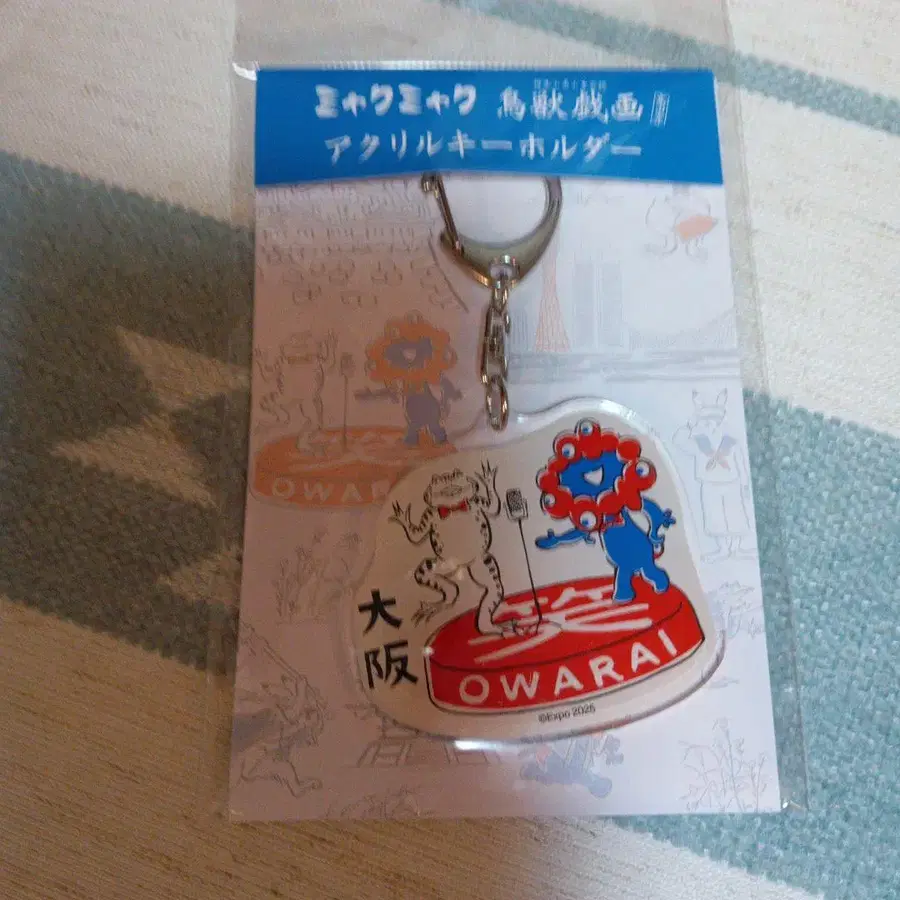 ミャクミャク 鳥獣戯画
アクリルキーホルダー
OWARAI
大阪
笑
OWARAI
©Expo 2025